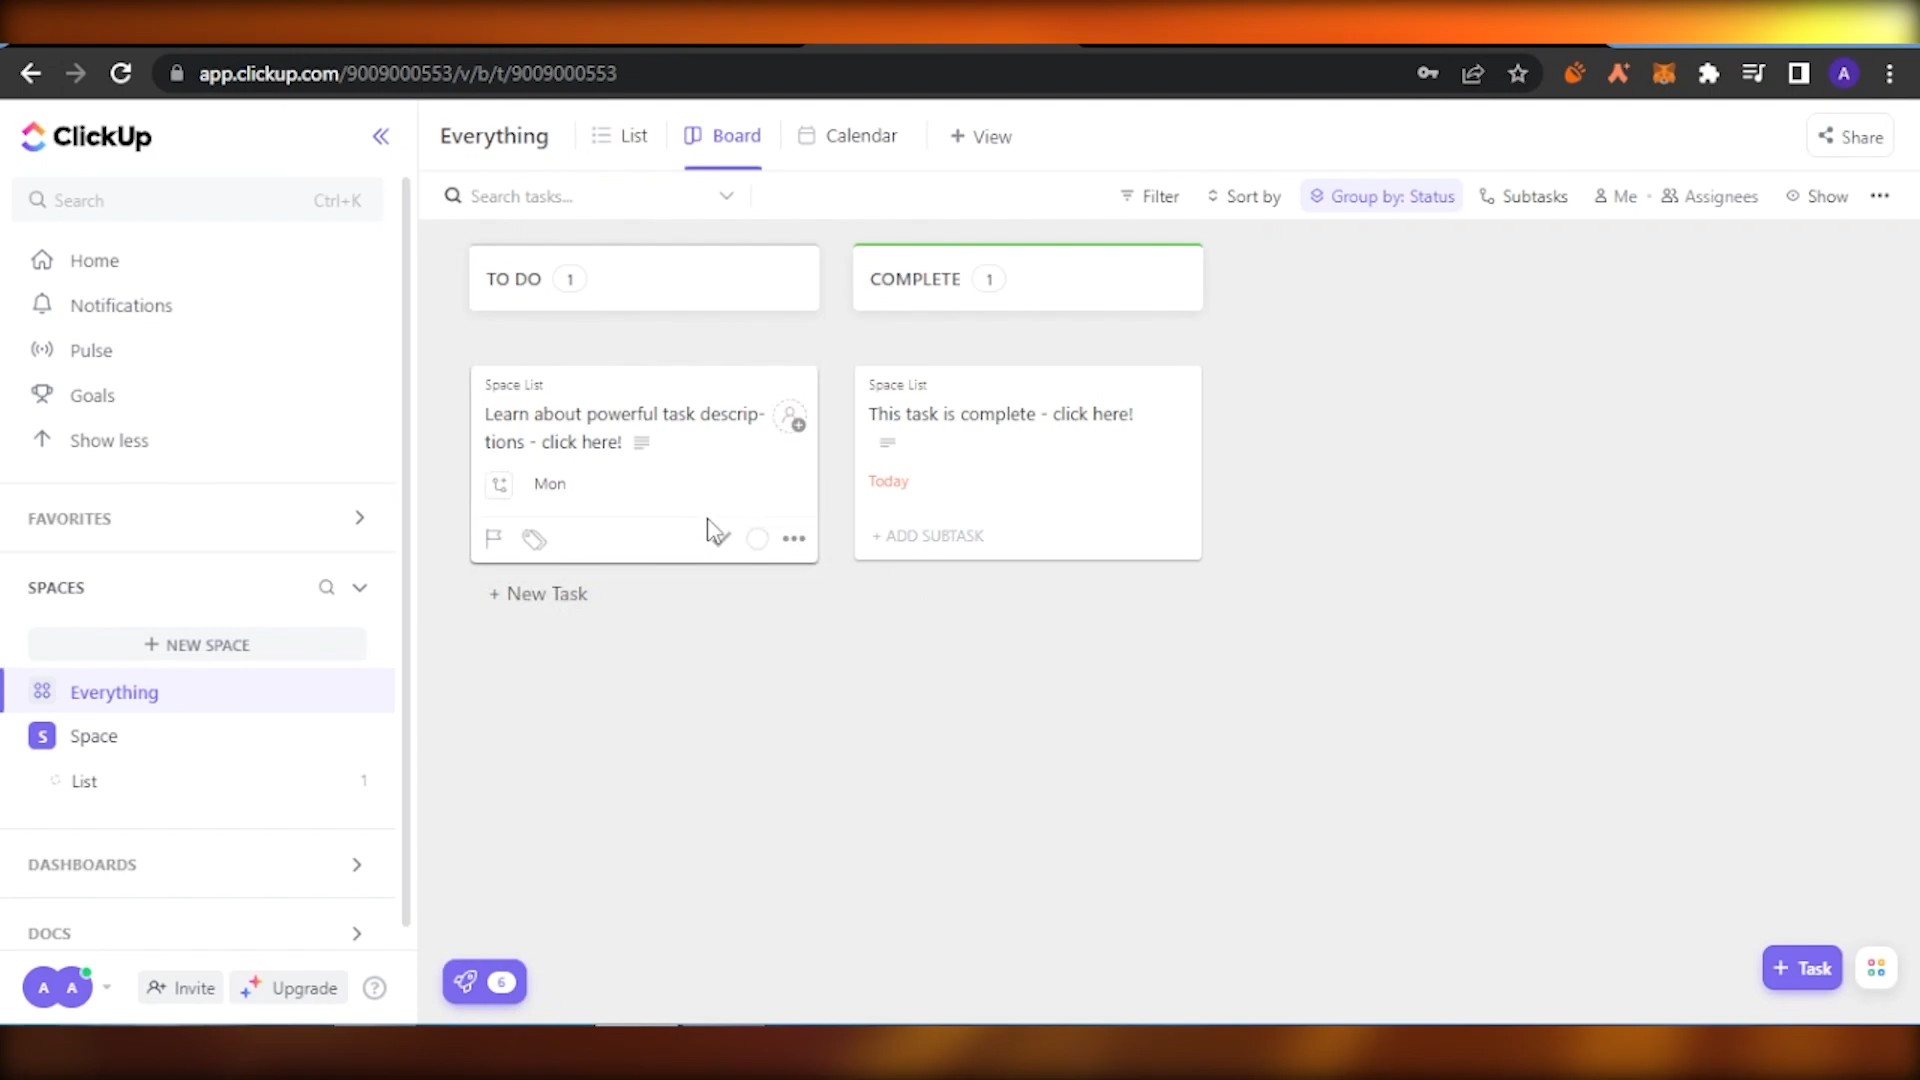 app.clickup.com/9009000553/v/b/t/9009000553
A
ClickUp
Search Ctrl+K
Home
Notifications
Pulse
Goals
Show less
FAVORITES
SPACES
+ NEW SPACE
Everything
S Space
List 1
DASHBOARDS
DOCS
A A Invite Upgrade ?
Everything List Board Calendar + View Share
Search tasks... Filter Sort by Group by: Status Subtasks Me Assignees Show
TO DO 1
Space List
Learn about powerful task descrip-
tions - click here!
Mon
+ New Task
COMPLETE 1
Space List
This task is complete - click here!
Today
+ ADD SUBTASK
6
+ Task